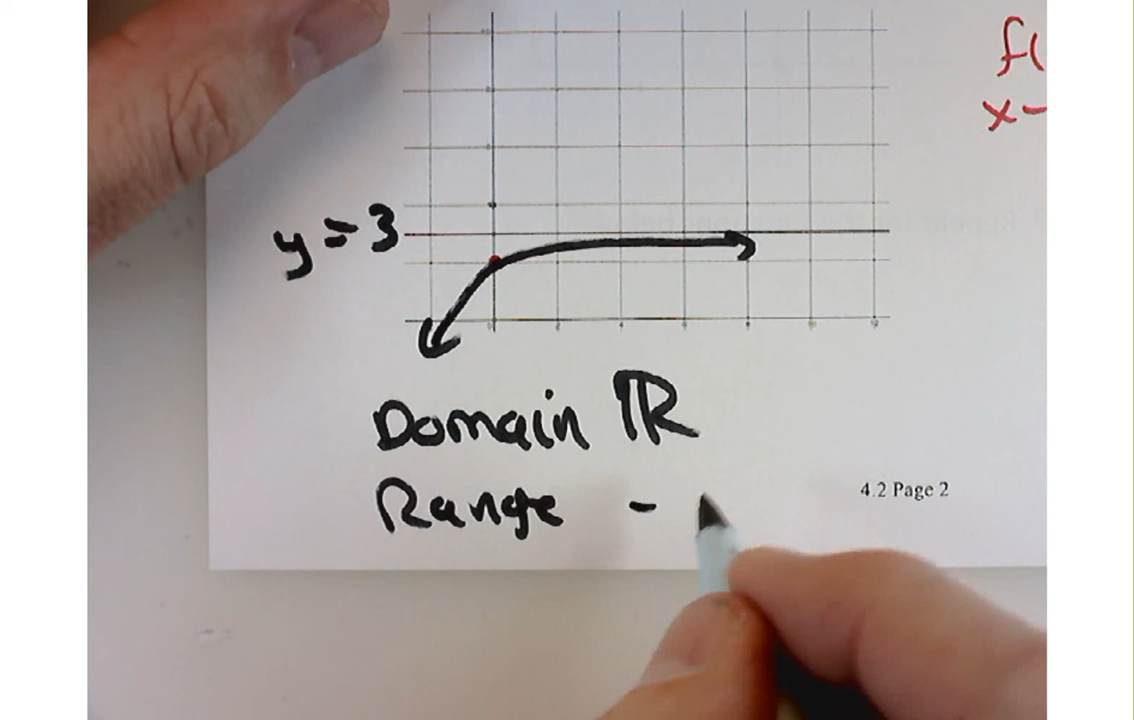 f(
x-
y = 3
Domain ℝ
Range -
4.2 Page 2